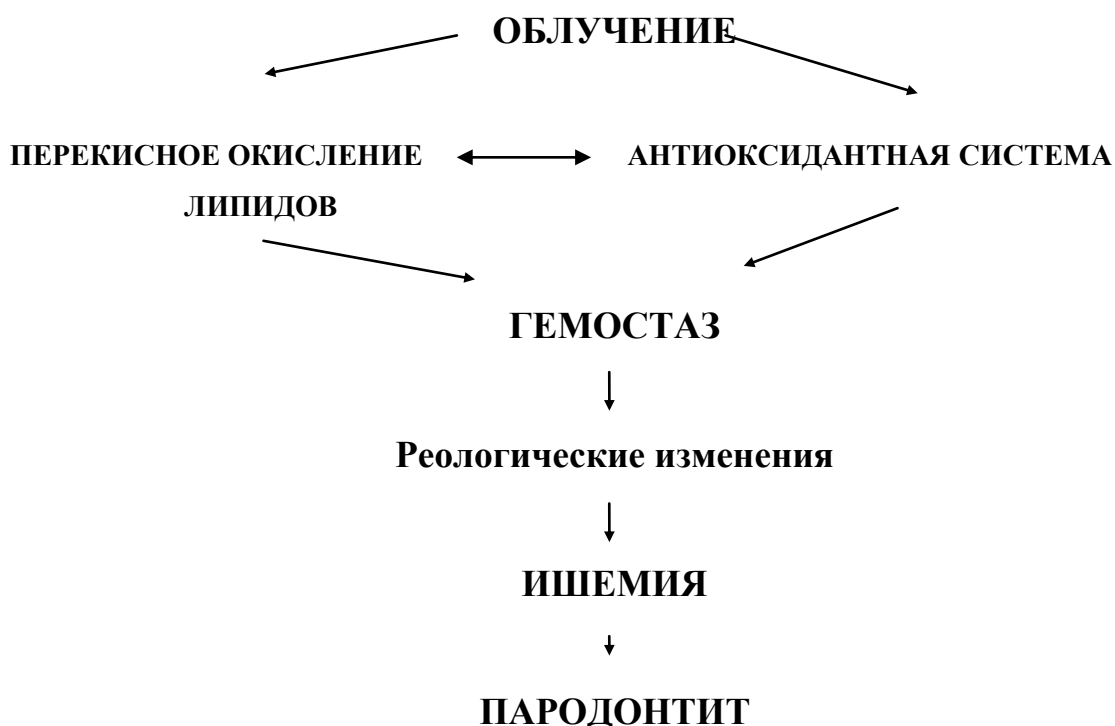 ОБЛУЧЕНИЕ
ПЕРЕКИСНОЕ ОКИСЛЕНИЕ
ЛИПИДОВ
АНТИОКСИДАНТНАЯ СИСТЕМА
ГЕМОСТАЗ
Реологические изменения
ИШЕМИЯ
ПАРОДОНТИТ